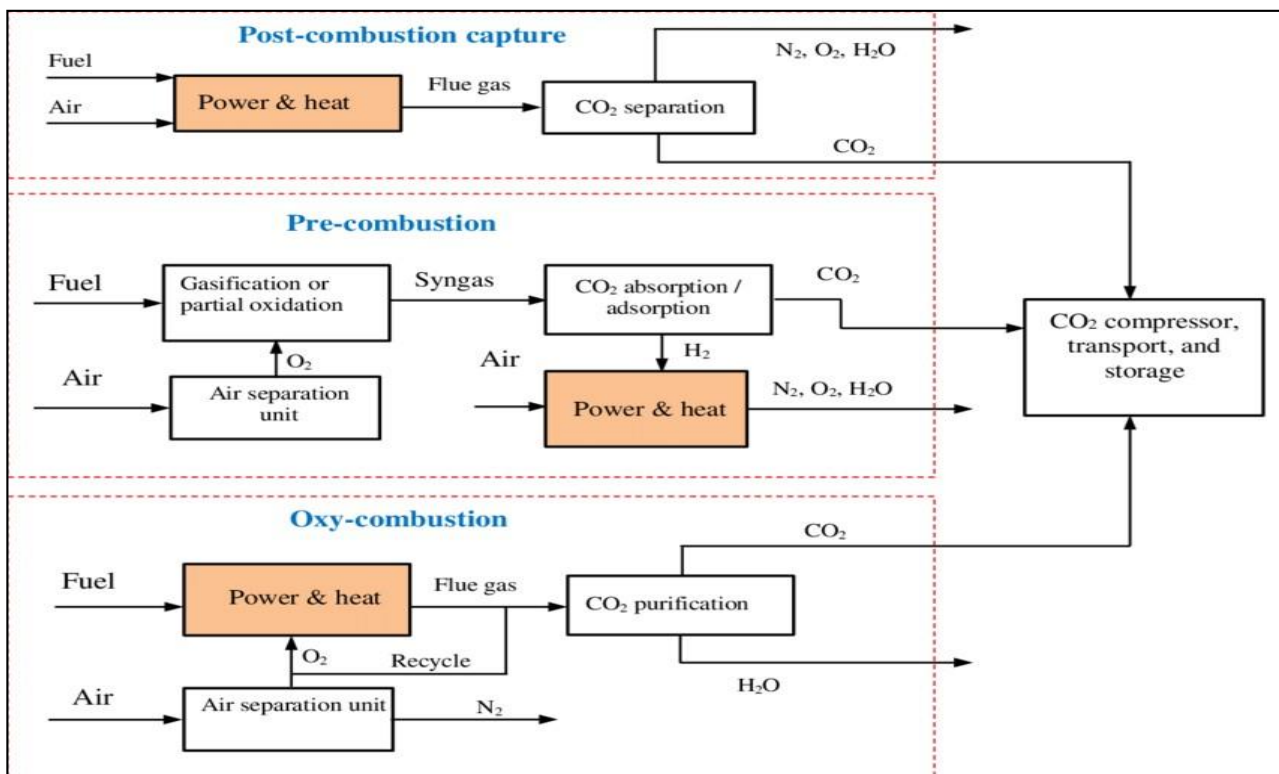 Post-combustion capture
Fuel
Air
Power & heat
Flue gas
CO₂ separation
N₂, O₂, H₂O
CO₂
Pre-combustion
Fuel
Gasification or
partial oxidation
Syngas
CO₂ absorption /
adsorption
CO₂
Air
O₂
Air separation
unit
Air
H₂
Power & heat
N₂, O₂, H₂O
CO₂ compressor,
transport, and
storage
Oxy-combustion
Fuel
Power & heat
Flue gas
CO₂ purification
CO₂
O₂
Recycle
Air
Air separation unit
N₂
H₂O